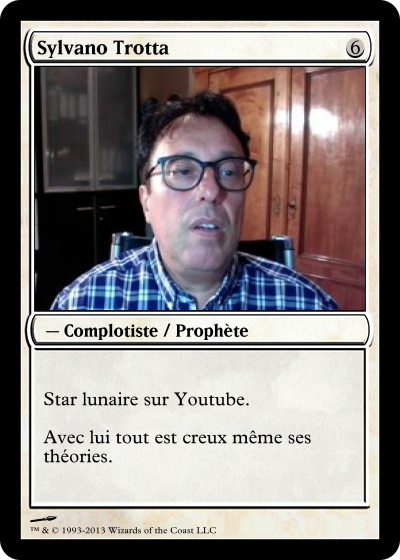 Sylvano Trotta 6
— Complotiste / Prophète
Star lunaire sur Youtube.
Avec lui tout est creux même ses
théories.
™ & © 1993-2013 Wizards of the Coast LLC